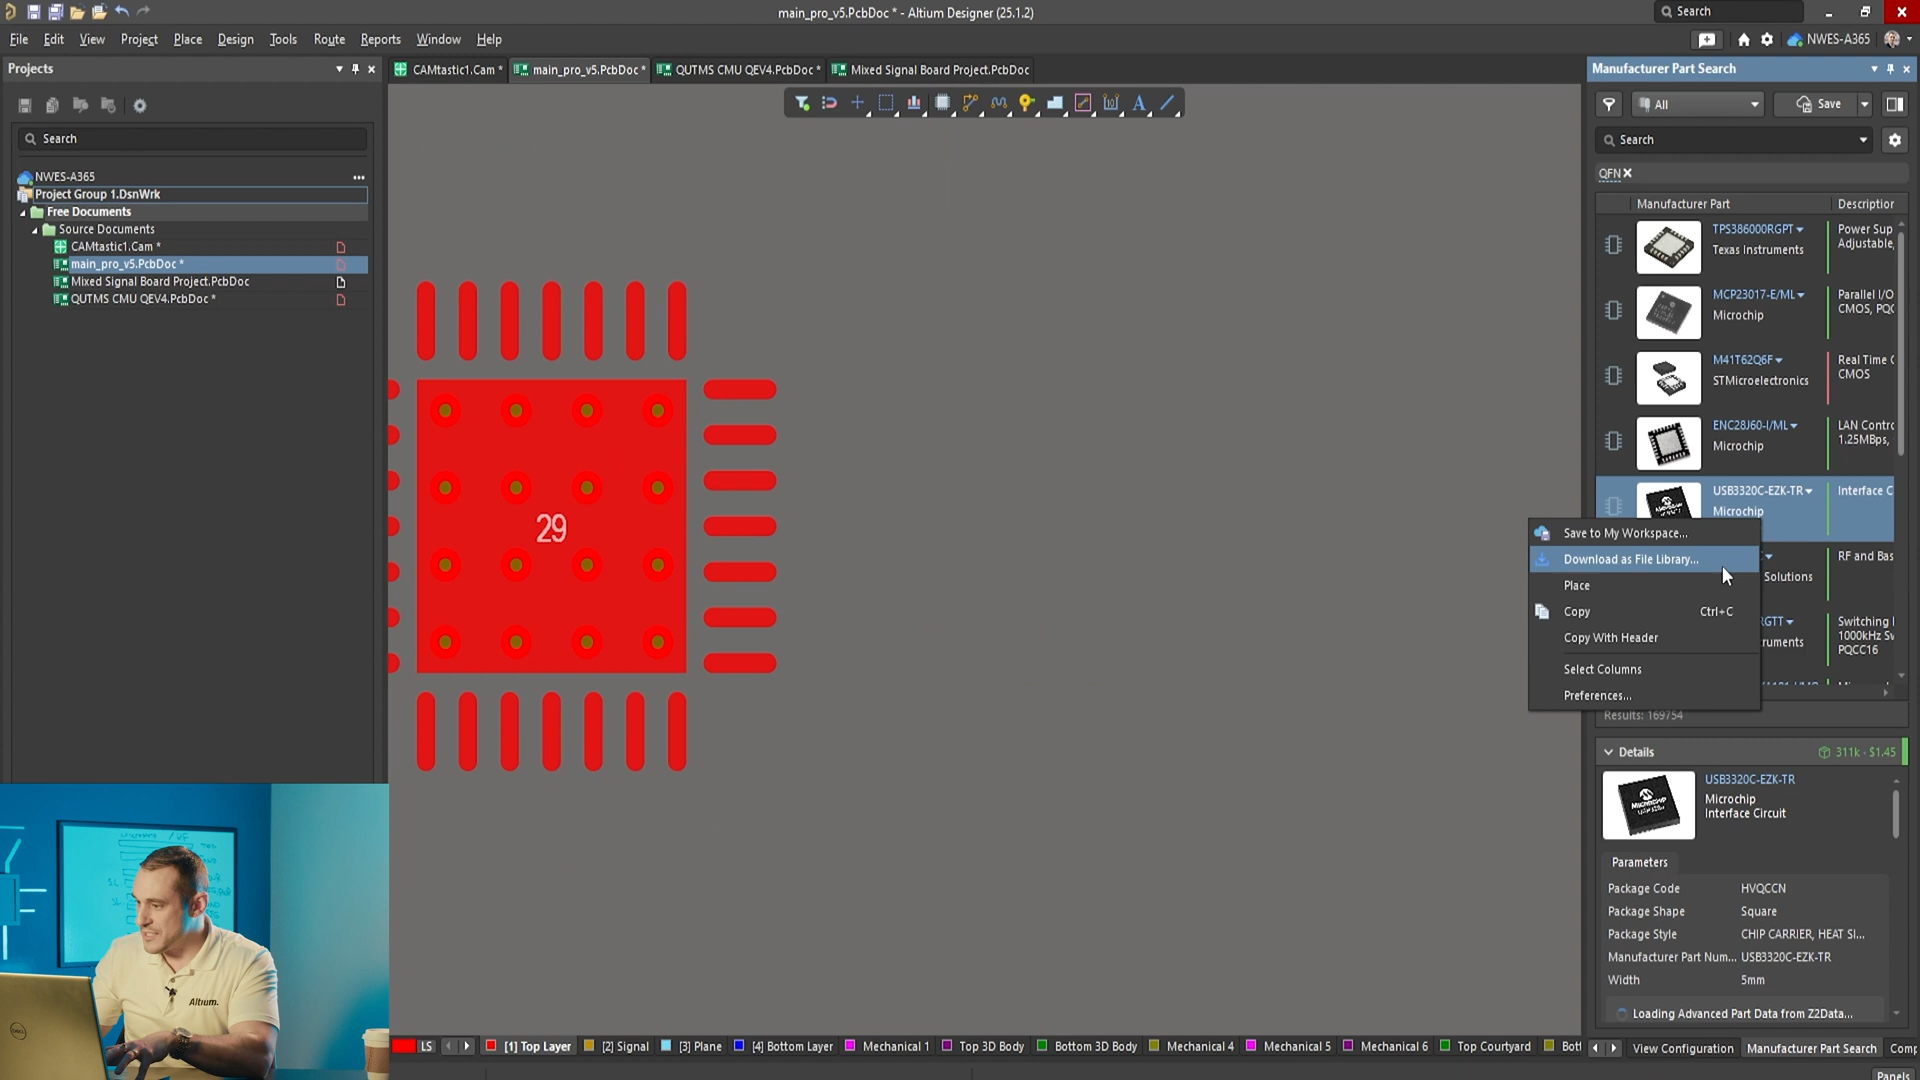 main_pro_v5.PcbDoc * - Altium Designer (25.1.2)
Search
File Edit View Project Place Design Tools Route Reports Window Help
NWES-A365
Projects
CAMtastic1.Cam *
main_pro_v5.PcbDoc *
QUTMS CMU QEV4.PcbDoc *
Mixed Signal Board Project.PcbDoc
Manufacturer Part Search
All
Save
Search
Search
QFN
NWES-A365
Project Group 1.DsnWrk
Free Documents
Source Documents
CAMtastic1.Cam *
main_pro_v5.PcbDoc *
Mixed Signal Board Project.PcbDoc
QUTMS CMU QEV4.PcbDoc *
29
Manufacturer Part Description
TPS386000RGPT
Texas Instruments
Power Sup
Adjustable,
MCP23017-E/ML
Microchip
Parallel I/O
CMOS, PQC
M41T62Q6F
STMicroelectronics
Real Time C
CMOS
ENC28J60-I/ML
Microchip
LAN Contro
1.25MBps,
USB3320C-EZK-TR
Microchip
Interface C
Save to My Workspace...
Download as File Library...
Place
Copy Ctrl+C
Copy With Header
Select Columns
Preferences...
Solutions
RF and Bas
RGTT
ruments
Switching
1000kHz Sv
PQCC16
Results: 169754
Details
311k - $1.45
USB3320C-EZK-TR
Microchip
Interface Circuit
Parameters
Package Code HVQCCN
Package Shape Square
Package Style CHIP CARRIER, HEAT SI...
Manufacturer Part Num... USB3320C-EZK-TR
Width 5mm
Loading Advanced Part Data from Z2Data...
Altium.
LS
[1] Top Layer
[2] Signal
[3] Plane
[4] Bottom Layer
Mechanical 1
Top 3D Body
Bottom 3D Body
Mechanical 4
Mechanical 5
Mechanical 6
Top Courtyard
Bott
View Configuration
Manufacturer Part Search
Comp
Panels